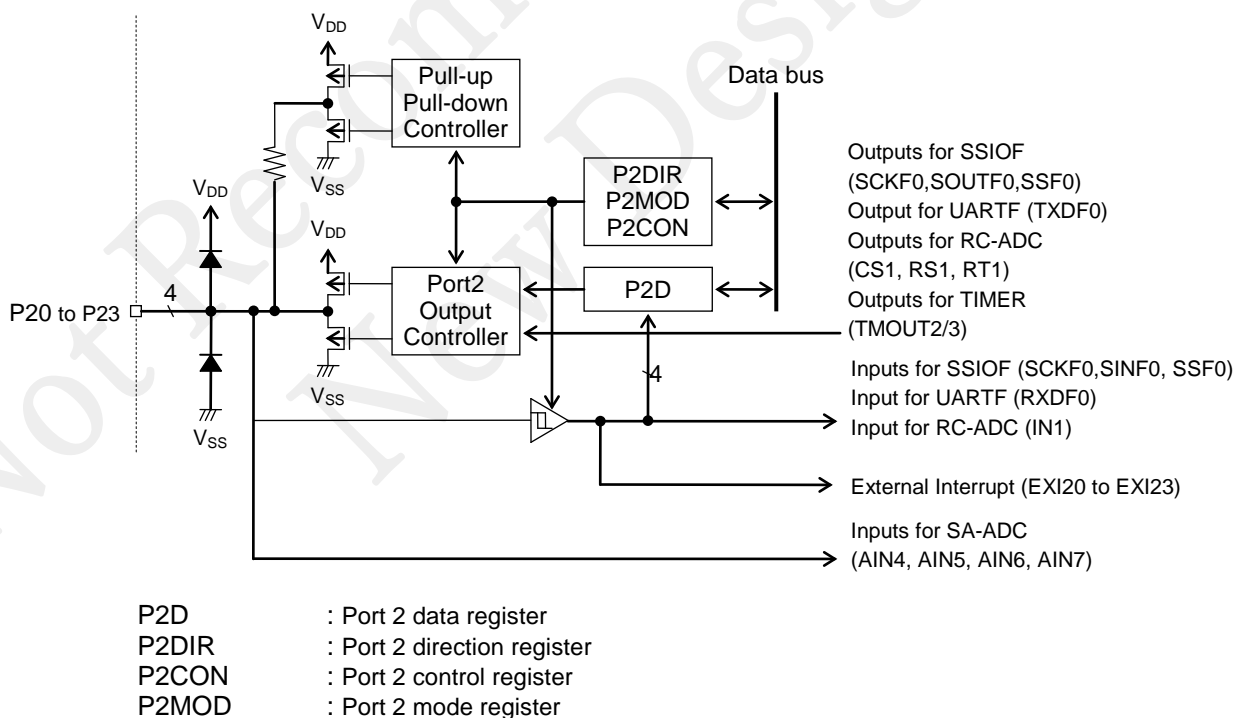 Not Recom
New Desig
VDD
Pull-up
Pull-down
Controller
VSS
Data bus
P2DIR
P2MOD
P2CON
Outputs for SSIOF
(SCKF0,SOUTF0,SSF0)
Output for UARTF (TXDF0)
Outputs for RC-ADC
(CS1, RS1, RT1)
Outputs for TIMER
(TMOUT2/3)
VDD
VDD
P20 to P23
4
Port2
Output
Controller
P2D
VSS
VSS
4
Inputs for SSIOF (SCKF0,SINF0, SSF0)
Input for UARTF (RXDF0)
Input for RC-ADC (IN1)
External Interrupt (EXI20 to EXI23)
Inputs for SA-ADC
(AIN4, AIN5, AIN6, AIN7)
P2D : Port 2 data register
P2DIR : Port 2 direction register
P2CON : Port 2 control register
P2MOD : Port 2 mode register